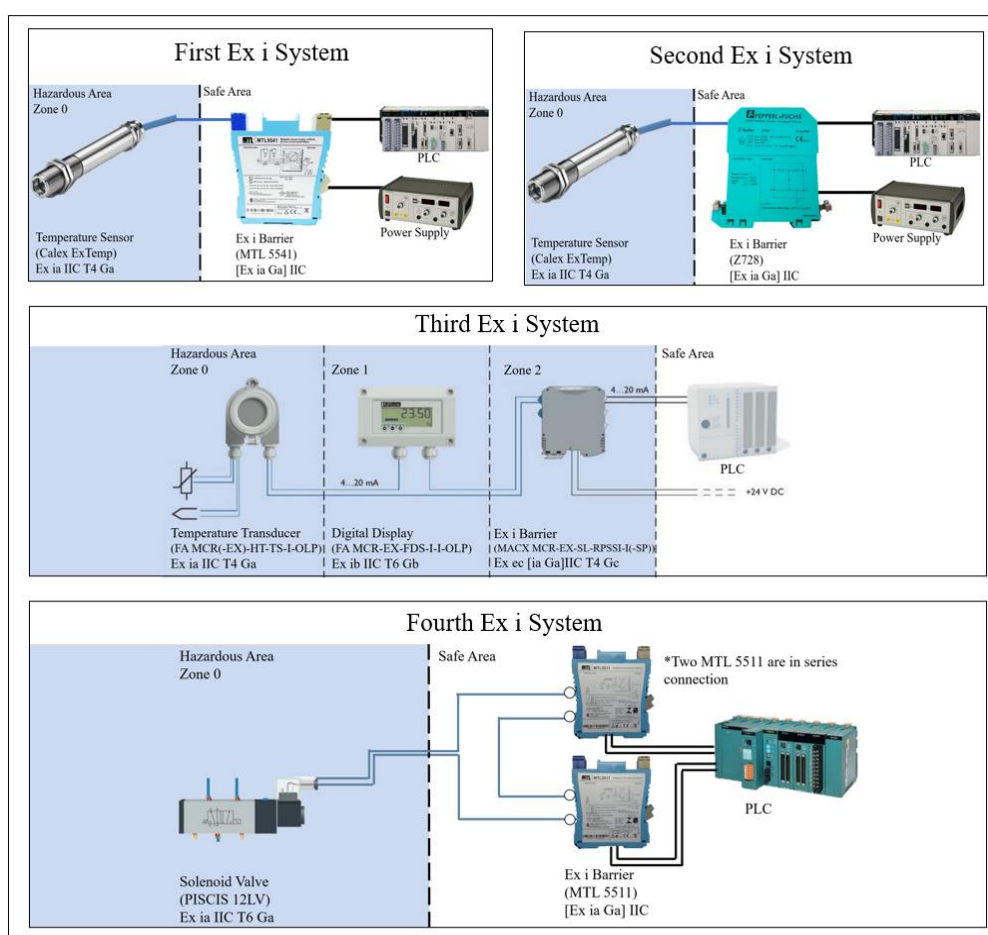 First Ex i System
Hazardous Area
Zone 0
Safe Area
MTL5541
PLC
Power Supply
Temperature Sensor
(Calex ExTemp)
Ex ia IIC T4 Ga
Ex i Barrier
(MTL 5541)
[Ex ia Ga] IIC
Second Ex i System
Hazardous Area
Zone 0
Safe Area
PEPPERL+FUCHS
PLC
Power Supply
Temperature Sensor
(Calex ExTemp)
Ex ia IIC T4 Ga
Ex i Barrier
(Z728)
[Ex ia Ga] IIC
Third Ex i System
Hazardous Area
Zone 0
Zone 1
Zone 2
Safe Area
23:50
4...20 mA
4...20 mA
PLC
+24 V DC
Temperature Transducer
(FA MCR(-EX)-HT-TS-I-OLP)
Ex ia IIC T4 Ga
Digital Display
(FA MCR-EX-FDS-I-I-OLP)
Ex ib IIC T6 Gb
Ex i Barrier
(MACX MCR-EX-SL-RPSSI-I(-SP))
Ex ec [ia Ga]IIC T4 Gc
Fourth Ex i System
Hazardous Area
Zone 0
Safe Area
MTL5511
*Two MTL 5511 are in series
connection
MTL5511
PLC
Solenoid Valve
(PISCIS 12LV)
Ex ia IIC T6 Ga
Ex i Barrier
(MTL 5511)
[Ex ia Ga] IIC